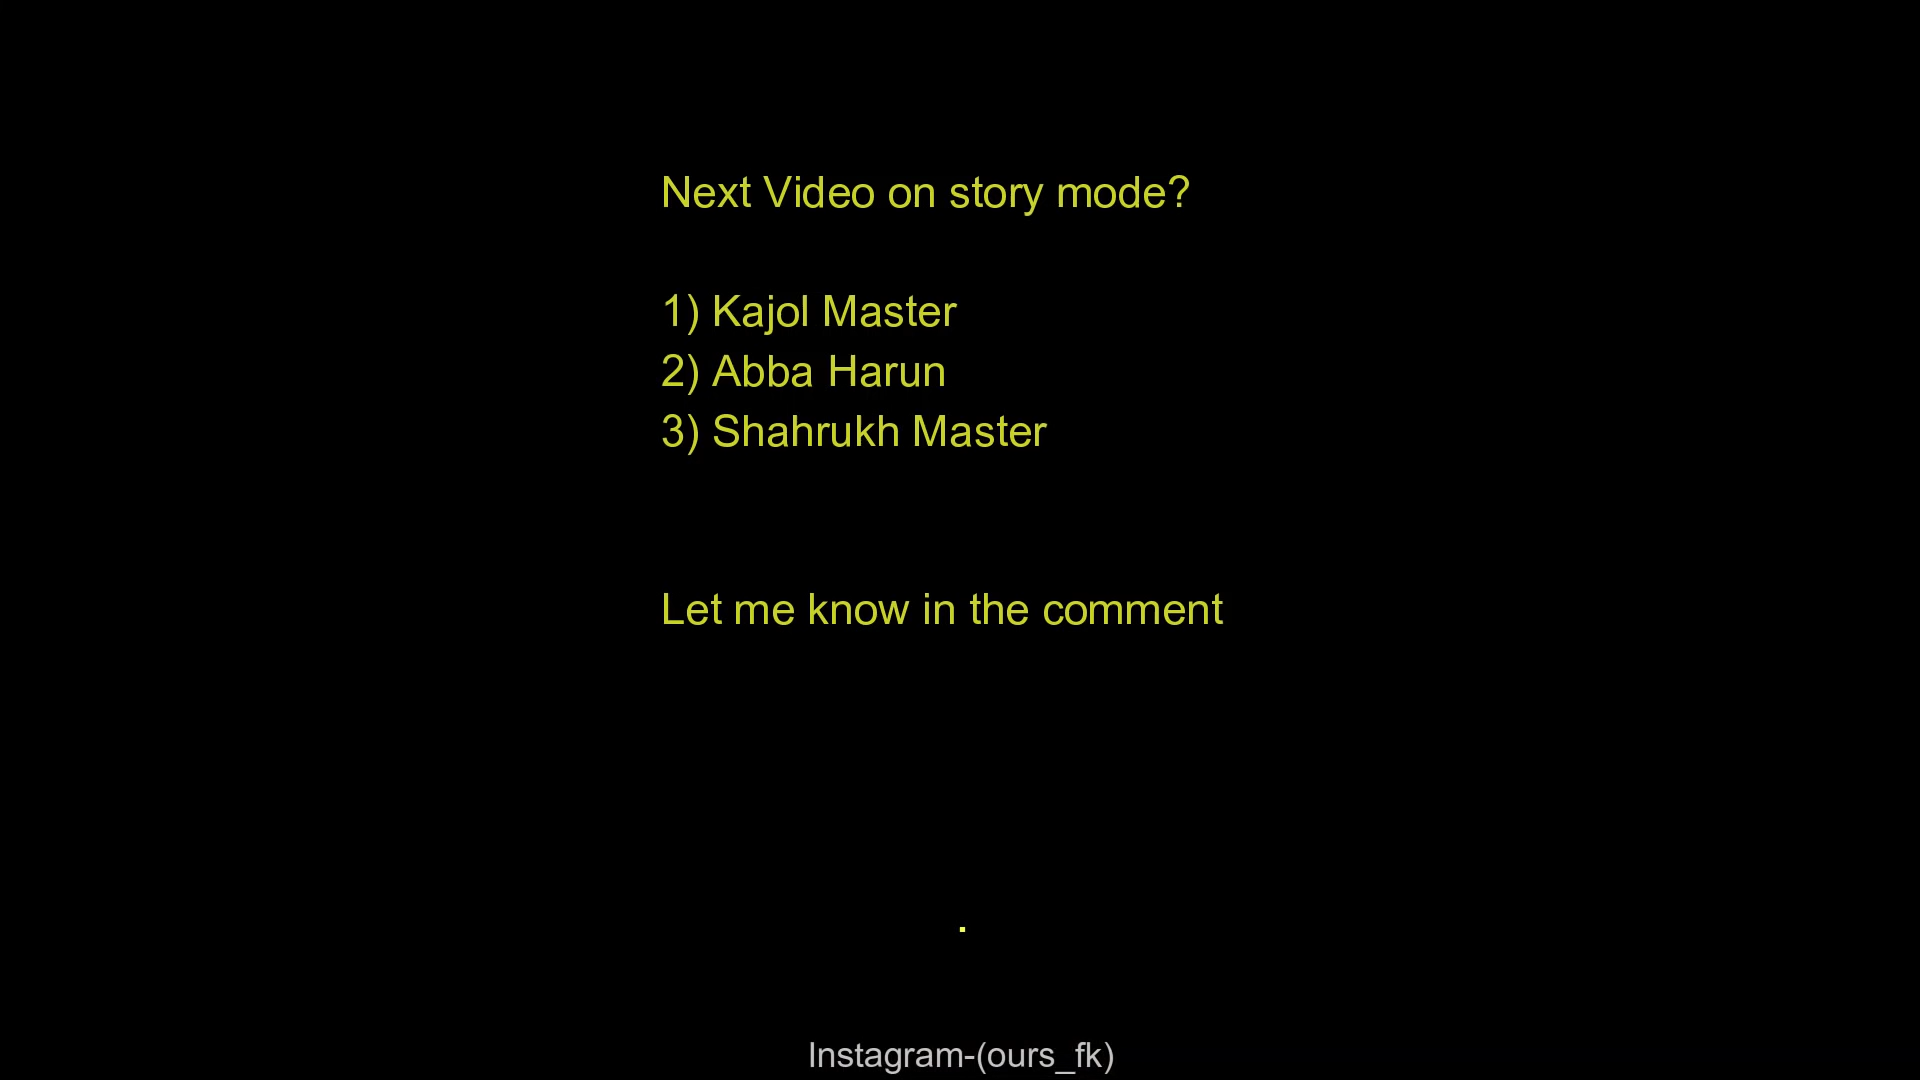 Next Video on story mode?
1) Kajol Master
2) Abba Harun
3) Shahrukh Master
Let me know in the comment
.
Instagram-(ours_fk)